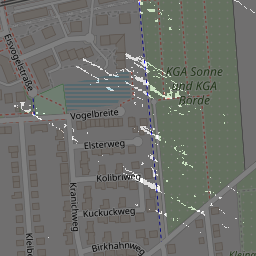 Eisvogelstraße
KGA Sonne
und KGA
Börde
Vogelbreite
Elsterweg
Kolibriweg
Kranichweg
Kuckuckweg
Birkhahnweg